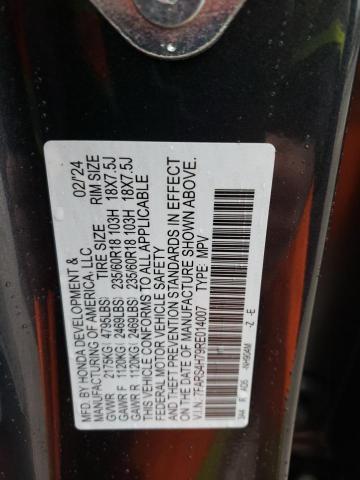 MFD. BY HONDA DEVELOPMENT & 02/'24
MANUFACTURING OF AMERICA, LLC
TIRE SIZE RIM SIZE
GVWR 2175KG( 4795LBS)
GAWR F 1120KG( 2469LBS) 235/60R18 103H 18X7.5J
GAWR R 1120KG( 2469LBS) 235/60R18 103H 18X7.5J
THIS VEHICLE CONFORMS TO ALL APPLICABLE
FEDERAL MOTOR VEHICLE SAFETY
AND THEFT PREVENTION STANDARDS IN EFFECT
ON THE DATE OF MANUFACTURE SHOWN ABOVE.
V.I.N.: 7FARS4H79RE014007 TYPE: MPV
344 R AQS -NH904M -Z -E